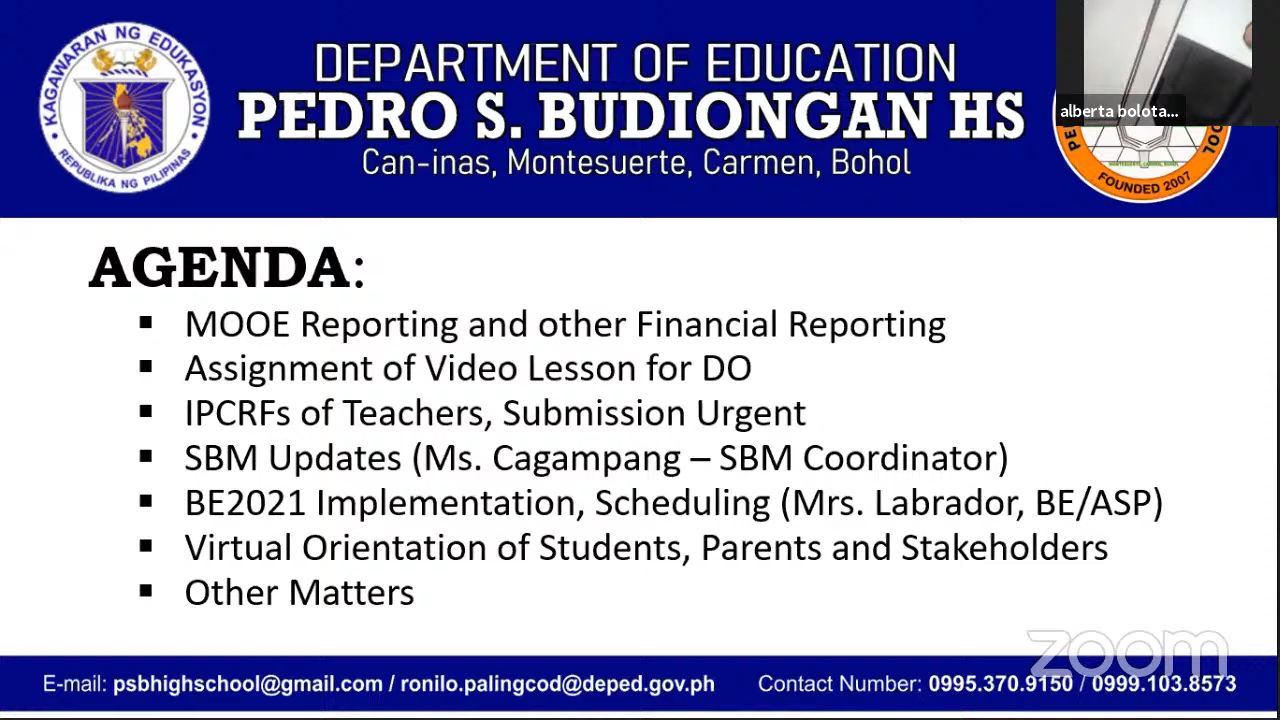 KAGAWARAN NG EDUKASYON
REPUBLIKA NG PILIPINAS
DEPARTMENT OF EDUCATION
PEDRO S. BUDIONGAN HS
Can-inas, Montesuerte, Carmen, Bohol
alberta bolota...
MONTESUERTE, CARMEN, BOHOL
FOUNDED 2007
AGENDA:
▪ MOOE Reporting and other Financial Reporting
▪ Assignment of Video Lesson for DO
▪ IPCRFs of Teachers, Submission Urgent
▪ SBM Updates (Ms. Cagampang – SBM Coordinator)
▪ BE2021 Implementation, Scheduling (Mrs. Labrador, BE/ASP)
▪ Virtual Orientation of Students, Parents and Stakeholders
▪ Other Matters
zoom
E-mail: psbhighschool@gmail.com / ronilo.palingcod@deped.gov.ph Contact Number: 0995.370.9150 / 0999.103.8573